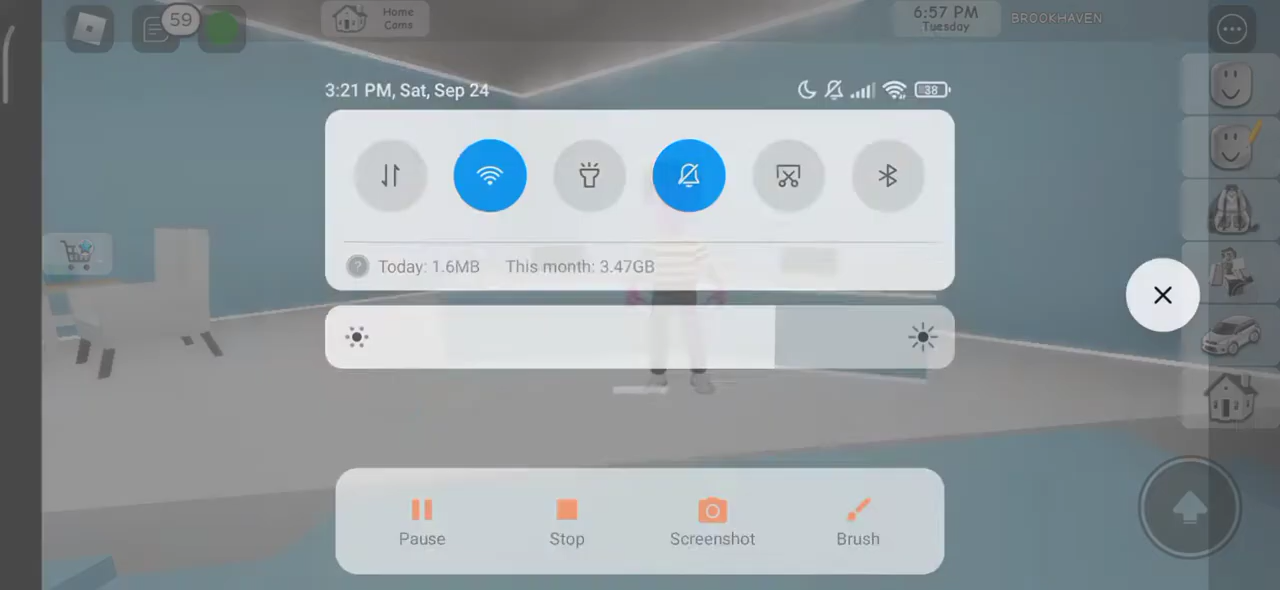 59
Home
Cams
6:57 PM
Tuesday
BROOKHAVEN
3:21 PM, Sat, Sep 24
38
?
Today: 1.6MB This month: 3.47GB
Pause
Stop
Screenshot
Brush